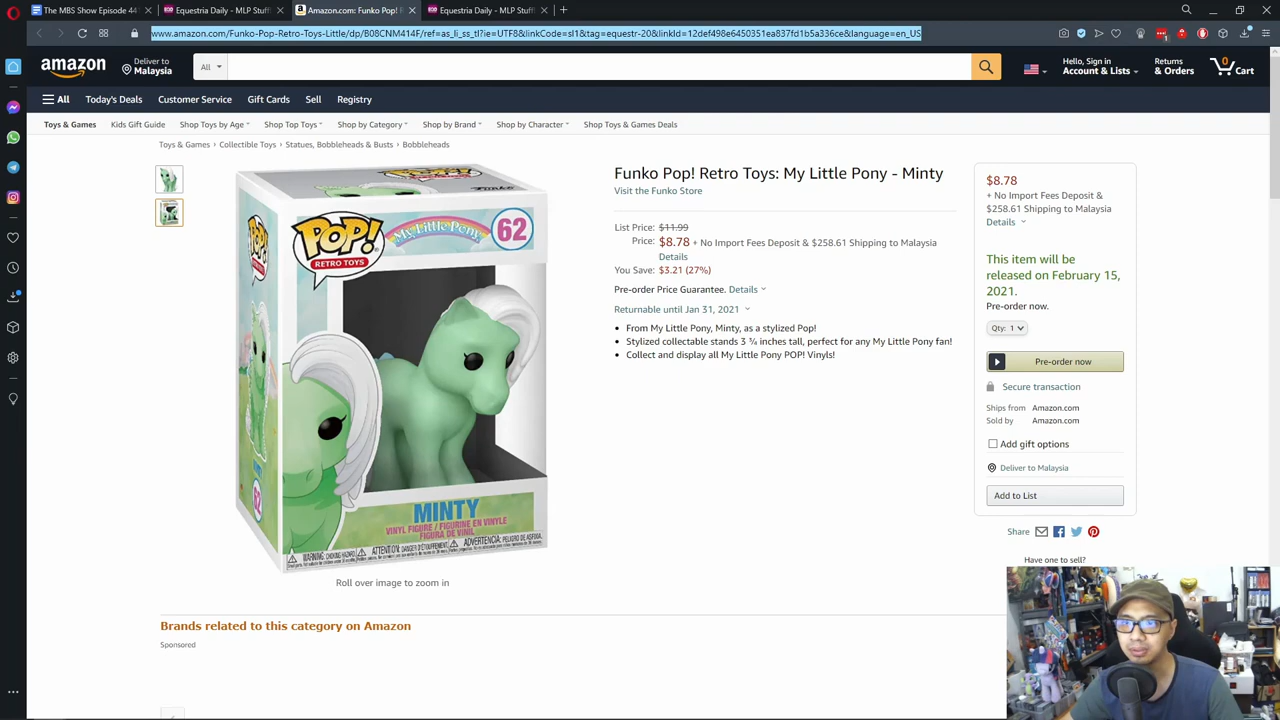 The MBS Show Episode 44
Equestria Daily - MLP Stuff!
Amazon.com: Funko Pop! R
Equestria Daily - MLP Stuff!
www.amazon.com/Funko-Pop-Retro-Toys-Little/dp/B08CNM414F/ref=as_li_ss_tl?ie=UTF8&linkCode=sl1&tag=equestr-20&linkId=12def498e6450351ea837fd1b5a336ce&language=en_US
amazon
Deliver to
Malaysia
All
Hello, Sign in
Account & Lists
Returns
& Orders
0
Cart
All
Today's Deals
Customer Service
Gift Cards
Sell
Registry
Toys & Games
Kids Gift Guide
Shop Toys by Age
Shop Top Toys
Shop by Category
Shop by Brand
Shop by Character
Shop Toys & Games Deals
Toys & Games › Collectible Toys › Statues, Bobbleheads & Busts › Bobbleheads
Funko
POP!
RETRO TOYS
My Little Pony
62
POP!
62
MINTY
VINYL FIGURE / FIGURINE EN VINYLE
FIGURA DE VINIL
WARNING: CHOKING HAZARD
Roll over image to zoom in
Funko Pop! Retro Toys: My Little Pony - Minty
Visit the Funko Store
List Price: $11.99
Price: $8.78 + No Import Fees Deposit & $258.61 Shipping to Malaysia
Details
You Save: $3.21 (27%)
Pre-order Price Guarantee. Details
Returnable until Jan 31, 2021
• From My Little Pony, Minty, as a stylized Pop!
• Stylized collectable stands 3 ¾ inches tall, perfect for any My Little Pony fan!
• Collect and display all My Little Pony POP! Vinyls!
$8.78
+ No Import Fees Deposit &
$258.61 Shipping to Malaysia
Details
This item will be
released on February 15,
2021.
Pre-order now.
Qty: 1
Pre-order now
Secure transaction
Ships from Amazon.com
Sold by Amazon.com
Add gift options
Deliver to Malaysia
Add to List
Share
Have one to sell?
Brands related to this category on Amazon
Sponsored